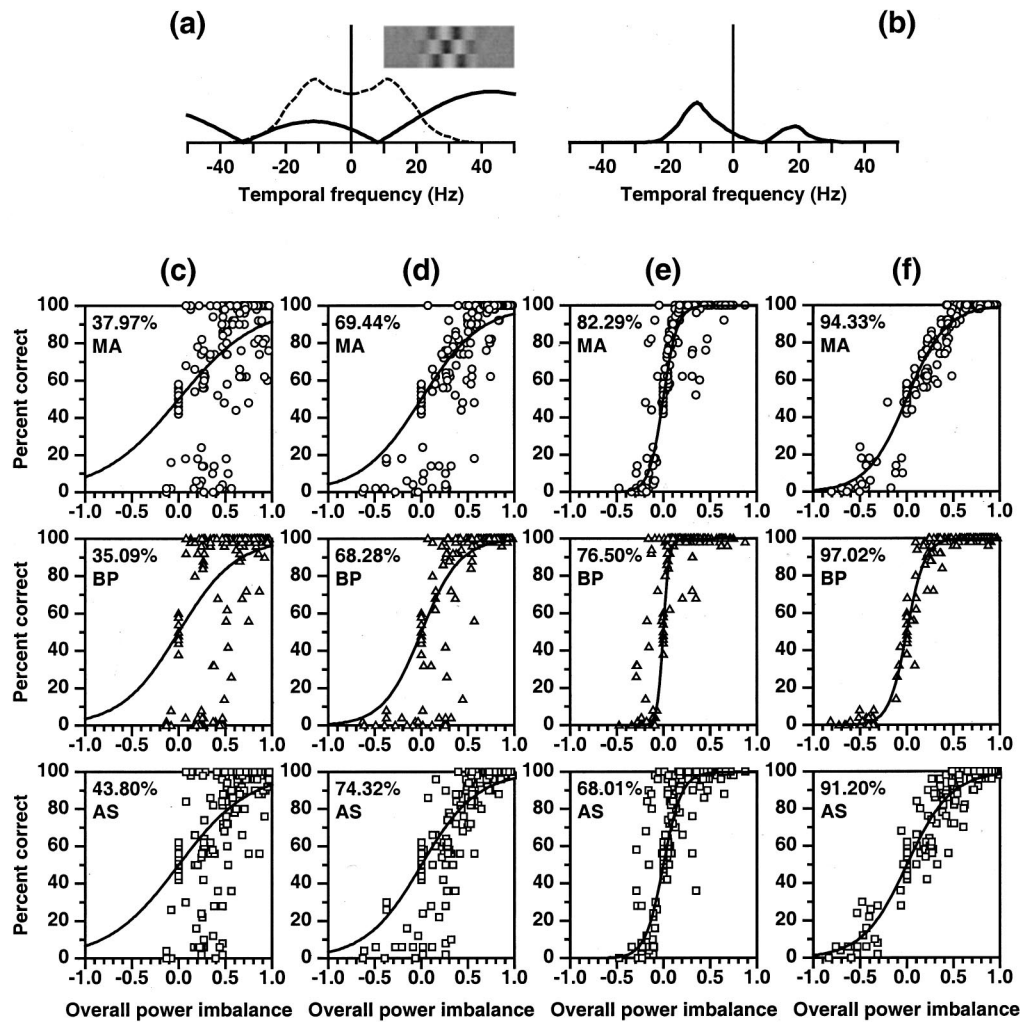 (a) (b)
-40 -20 0 20 40 -40 -20 0 20 40
Temporal frequency (Hz) Temporal frequency (Hz)
(c) (d) (e) (f)
Percent correct
100 80 60 40 20 0
37.97% 69.44% 82.29% 94.33%
MA MA MA MA
-1.0 -0.5 0.0 0.5 1.0 -1.0 -0.5 0.0 0.5 1.0 -1.0 -0.5 0.0 0.5 1.0 -1.0 -0.5 0.0 0.5 1.0
Percent correct
100 80 60 40 20 0
35.09% 68.28% 76.50% 97.02%
BP BP BP BP
-1.0 -0.5 0.0 0.5 1.0 -1.0 -0.5 0.0 0.5 1.0 -1.0 -0.5 0.0 0.5 1.0 -1.0 -0.5 0.0 0.5 1.0
Percent correct
100 80 60 40 20 0
43.80% 74.32% 68.01% 91.20%
AS AS AS AS
-1.0 -0.5 0.0 0.5 1.0 -1.0 -0.5 0.0 0.5 1.0 -1.0 -0.5 0.0 0.5 1.0 -1.0 -0.5 0.0 0.5 1.0
Overall power imbalance Overall power imbalance Overall power imbalance Overall power imbalance